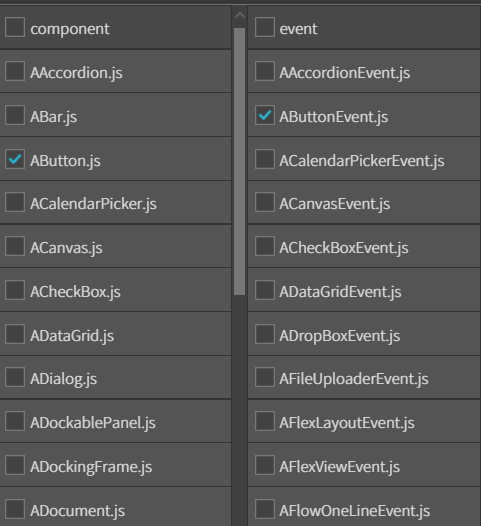 component
AAccordion.js
ABar.js
AButton.js
ACalendarPicker.js
ACanvas.js
ACheckBox.js
ADataGrid.js
ADialog.js
ADockablePanel.js
ADockingFrame.js
ADocument.js
event
AAccordionEvent.js
AButtonEvent.js
ACalendarPickerEvent.js
ACanvasEvent.js
ACheckBoxEvent.js
ADataGridEvent.js
ADropBoxEvent.js
AFileUploaderEvent.js
AFlexLayoutEvent.js
AFlexViewEvent.js
AFlowOneLineEvent.js